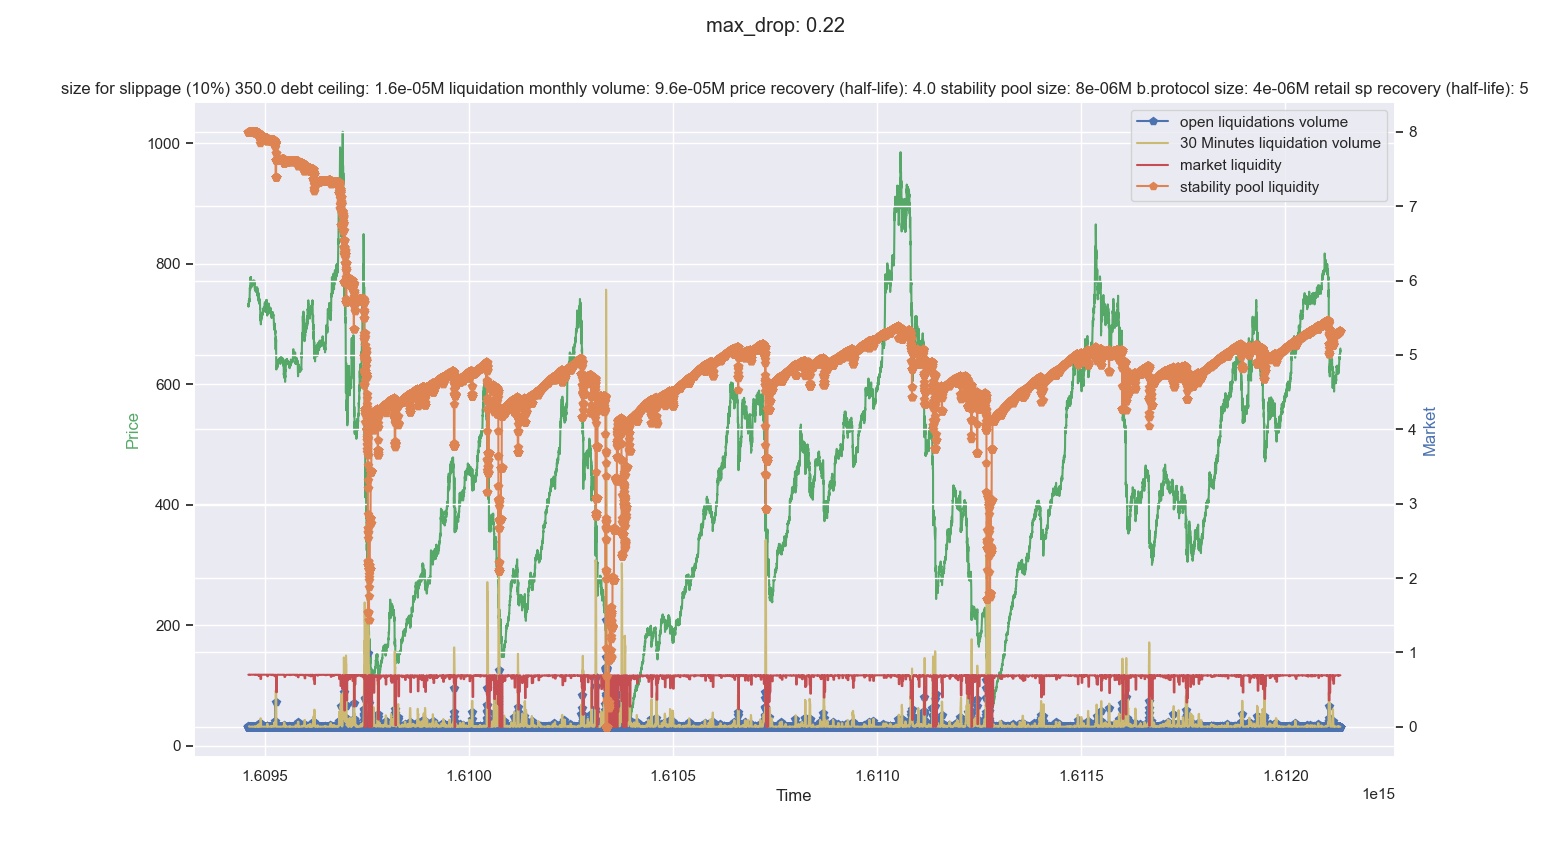 max_drop: 0.22
size for slippage (10%) 350.0 debt ceiling: 1.6e-05M liquidation monthly volume: 9.6e-05M price recovery (half-life): 4.0 stability pool size: 8e-06M b.protocol size: 4e-06M retail sp recovery (half-life): 5
open liquidations volume
30 Minutes liquidation volume
market liquidity
stability pool liquidity
1000
800
600
400
200
0
Price
8
7
6
5
4
3
2
1
0
Market
1.6095 1.6100 1.6105 1.6110 1.6115 1.6120
Time
1e15